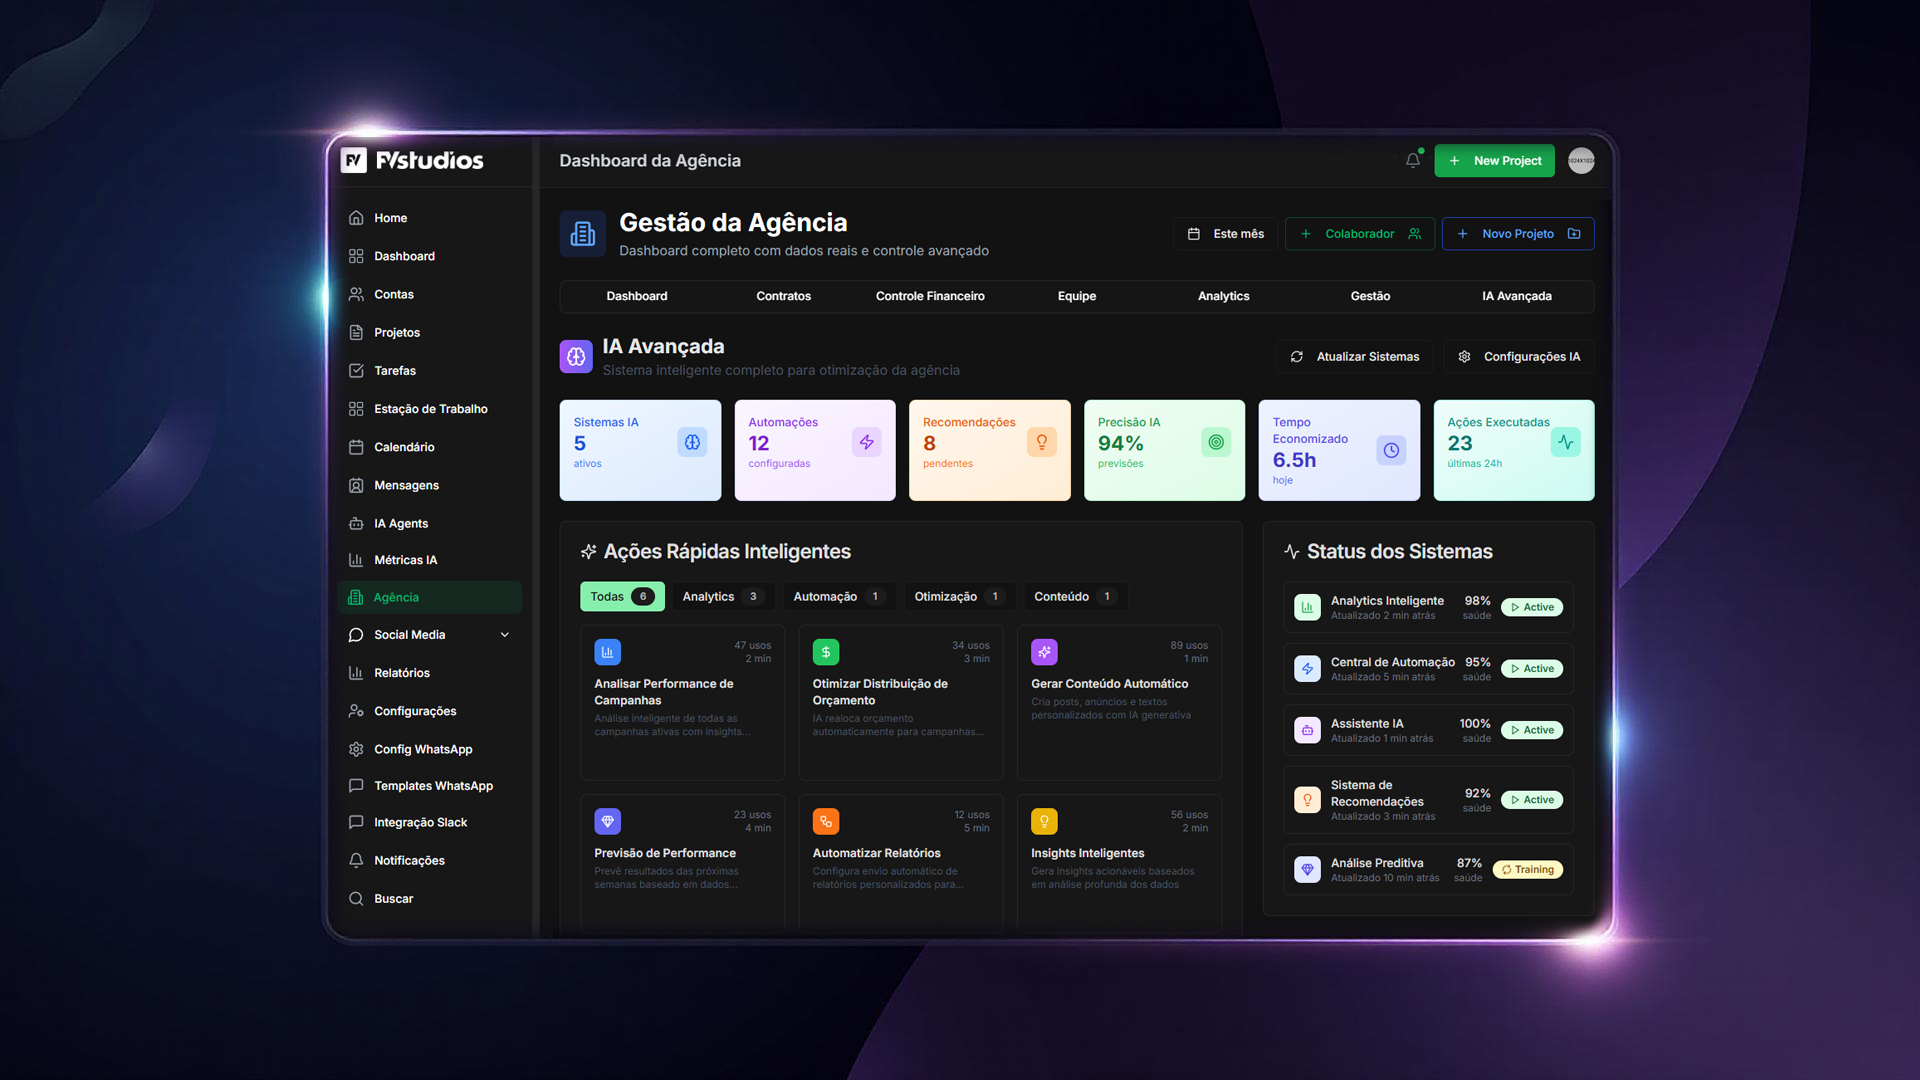 FV FVstudios
Home
Dashboard
Contas
Projetos
Tarefas
Estação de Trabalho
Calendário
Mensagens
IA Agents
Métricas IA
Agência
Social Media
Relatórios
Configurações
Config WhatsApp
Templates WhatsApp
Integração Slack
Notificações
Buscar
Dashboard da Agência
New Project
1024X1024
Gestão da Agência
Dashboard completo com dados reais e controle avançado
Este mês
Colaborador
Novo Projeto
Dashboard
Contratos
Controle Financeiro
Equipe
Analytics
Gestão
IA Avançada
IA Avançada
Sistema inteligente completo para otimização da agência
Atualizar Sistemas
Configurações IA
Sistemas IA
5
ativos
Automações
12
configuradas
Recomendações
8
pendentes
Precisão IA
94%
previsões
Tempo
Economizado
6.5h
hoje
Ações Executadas
23
últimas 24h
Ações Rápidas Inteligentes
Todas 6
Analytics 3
Automação 1
Otimização 1
Conteúdo 1
47 usos
2 min
Analisar Performance de
Campanhas
Análise inteligente de todas as
campanhas ativas com insights...
34 usos
3 min
Otimizar Distribuição de
Orçamento
IA realoca orçamento
automaticamente para campanhas...
89 usos
1 min
Gerar Conteúdo Automático
Cria posts, anúncios e textos
personalizados com IA generativa
23 usos
4 min
Previsão de Performance
Prevê resultados das próximas
semanas baseado em dados...
12 usos
5 min
Automatizar Relatórios
Configura envio automático de
relatórios personalizados para...
56 usos
2 min
Insights Inteligentes
Gera insights acionáveis baseados
em análise profunda dos dados
Status dos Sistemas
Analytics Inteligente
Atualizado 2 min atrás
98%
saúde
Active
Central de Automação
Atualizado 5 min atrás
95%
saúde
Active
Assistente IA
Atualizado 1 min atrás
100%
saúde
Active
Sistema de
Recomendações
Atualizado 3 min atrás
92%
saúde
Active
Análise Preditiva
Atualizado 10 min atrás
87%
saúde
Training